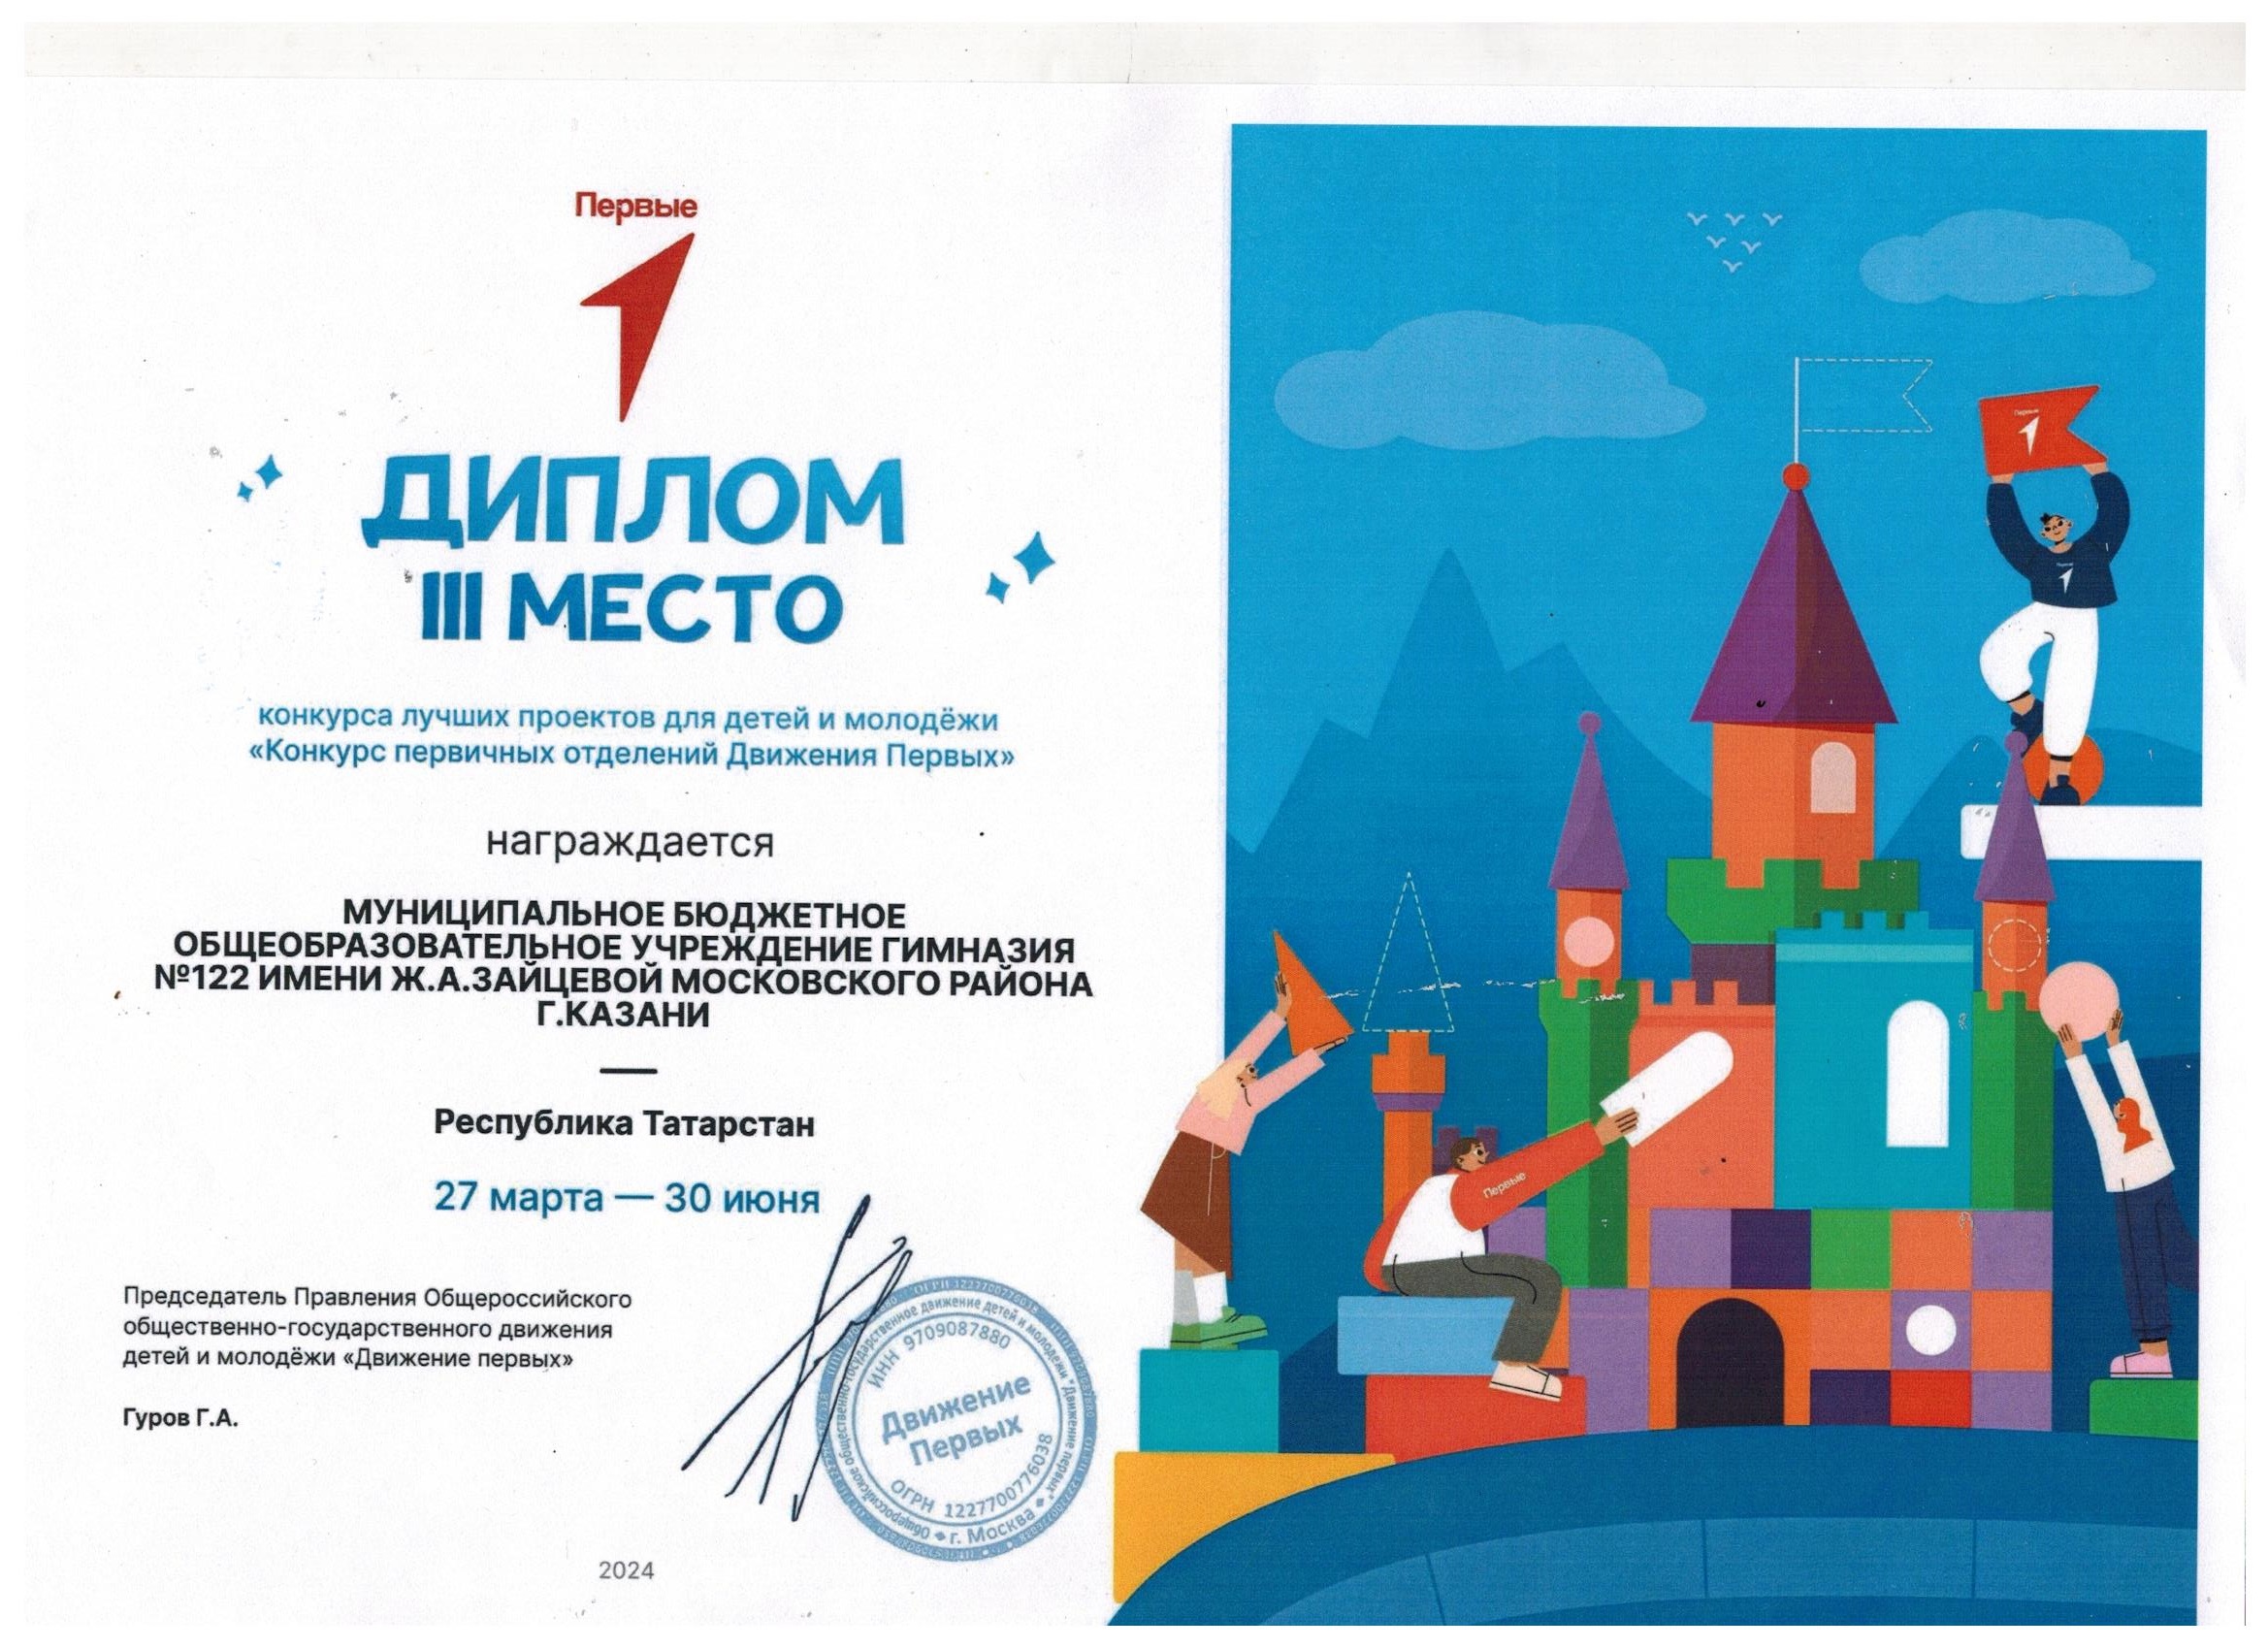 Первые
ДИПЛОМ
III МЕСТО
конкурса лучших проектов для детей и молодёжи
«Конкурс первичных отделений Движения Первых»
награждается
МУНИЦИПАЛЬНОЕ БЮДЖЕТНОЕ
ОБЩЕОБРАЗОВАТЕЛЬНОЕ УЧРЕЖДЕНИЕ ГИМНАЗИЯ
№122 ИМЕНИ Ж.А.ЗАЙЦЕВОЙ МОСКОВСКОГО РАЙОНА
Г.КАЗАНИ
Республика Татарстан
27 марта — 30 июня
Председатель Правления Общероссийского
общественно-государственного движения
детей и молодёжи «Движение первых»
Гуров Г.А.
Общероссийское общественно-государственное движение детей и молодежи "Движение первых"
ИНН 9709087880
Движение
Первых
ОГРН 1227700776038
г. Москва
2024
Первые
Первые
Первые